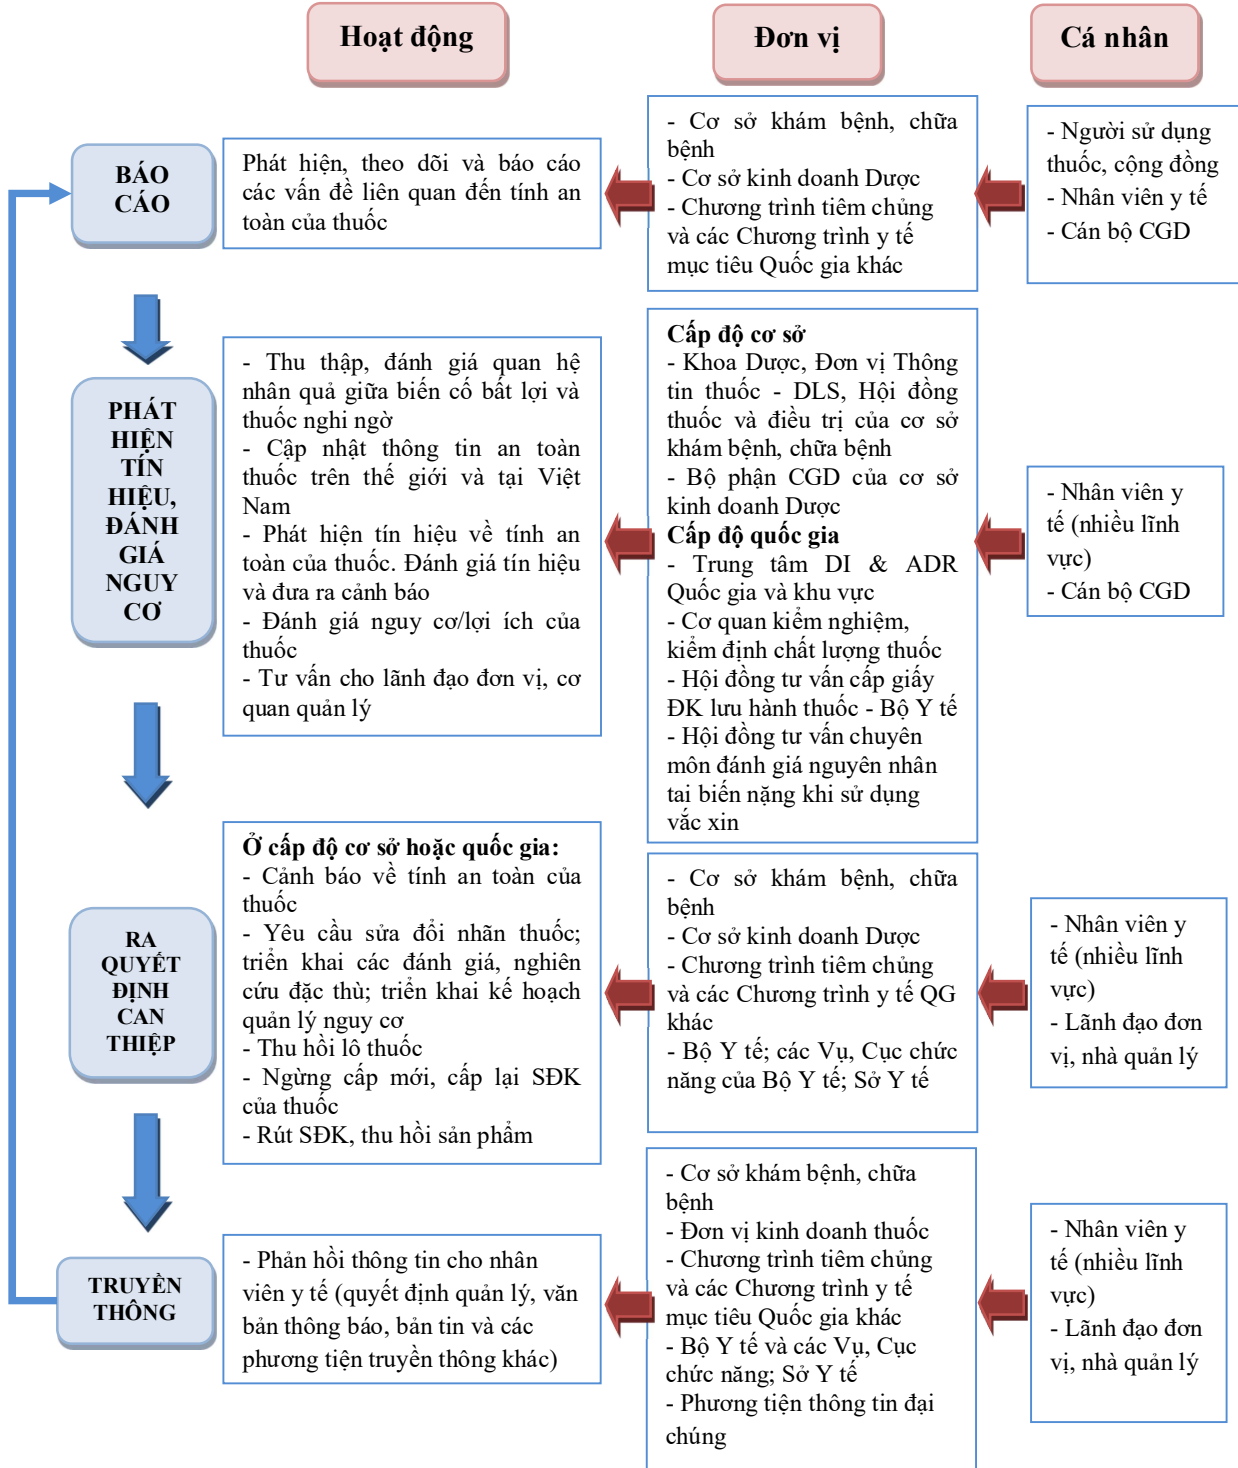 Hoạt động
Đơn vị
Cá nhân
BÁO
CÁO
Phát hiện, theo dõi và báo cáo
các vấn đề liên quan đến tính an
toàn của thuốc
- Cơ sở khám bệnh, chữa
bệnh
- Cơ sở kinh doanh Dược
- Chương trình tiêm chủng
và các Chương trình y tế
mục tiêu Quốc gia khác
- Người sử dụng
thuốc, cộng đồng
- Nhân viên y tế
- Cán bộ CGD
PHÁT
HIỆN
TÍN
HIỆU,
ĐÁNH
GIÁ
NGUY
CƠ
- Thu thập, đánh giá quan hệ
nhân quả giữa biến cố bất lợi và
thuốc nghi ngờ
- Cập nhật thông tin an toàn
thuốc trên thế giới và tại Việt
Nam
- Phát hiện tín hiệu về tính an
toàn của thuốc. Đánh giá tín hiệu
và đưa ra cảnh báo
- Đánh giá nguy cơ/lợi ích của
thuốc
- Tư vấn cho lãnh đạo đơn vị, cơ
quan quản lý
Cấp độ cơ sở
- Khoa Dược, Đơn vị Thông
tin thuốc - DLS, Hội đồng
thuốc và điều trị của cơ sở
khám bệnh, chữa bệnh
- Bộ phận CGD của cơ sở
kinh doanh Dược
Cấp độ quốc gia
- Trung tâm DI & ADR
Quốc gia và khu vực
- Cơ quan kiểm nghiệm,
kiểm định chất lượng thuốc
- Hội đồng tư vấn cấp giấy
ĐK lưu hành thuốc - Bộ Y tế
- Hội đồng tư vấn chuyên
môn đánh giá nguyên nhân
tai biến nặng khi sử dụng
vắc xin
- Nhân viên y
tế (nhiều lĩnh
vực)
- Cán bộ CGD
RA
QUYẾT
ĐỊNH
CAN
THIỆP
Ở cấp độ cơ sở hoặc quốc gia:
- Cảnh báo về tính an toàn của
thuốc
- Yêu cầu sửa đổi nhãn thuốc;
triển khai các đánh giá, nghiên
cứu đặc thù; triển khai kế hoạch
quản lý nguy cơ
- Thu hồi lô thuốc
- Ngừng cấp mới, cấp lại SĐK
của thuốc
- Rút SĐK, thu hồi sản phẩm
- Cơ sở khám bệnh, chữa
bệnh
- Cơ sở kinh doanh Dược
- Chương trình tiêm chủng
và các Chương trình y tế QG
khác
- Bộ Y tế; các Vụ, Cục chức
năng của Bộ Y tế; Sở Y tế
- Nhân viên y
tế (nhiều lĩnh
vực)
- Lãnh đạo đơn
vị, nhà quản lý
TRUYỀN
THÔNG
- Phản hồi thông tin cho nhân
viên y tế (quyết định quản lý, văn
bản thông báo, bản tin và các
phương tiện truyền thông khác)
- Cơ sở khám bệnh, chữa
bệnh
- Đơn vị kinh doanh thuốc
- Chương trình tiêm chủng
và các Chương trình y tế
mục tiêu Quốc gia khác
- Bộ Y tế và các Vụ, Cục
chức năng; Sở Y tế
- Phương tiện thông tin đại
chúng
- Nhân viên y
tế (nhiều lĩnh
vực)
- Lãnh đạo đơn
vị, nhà quản lý